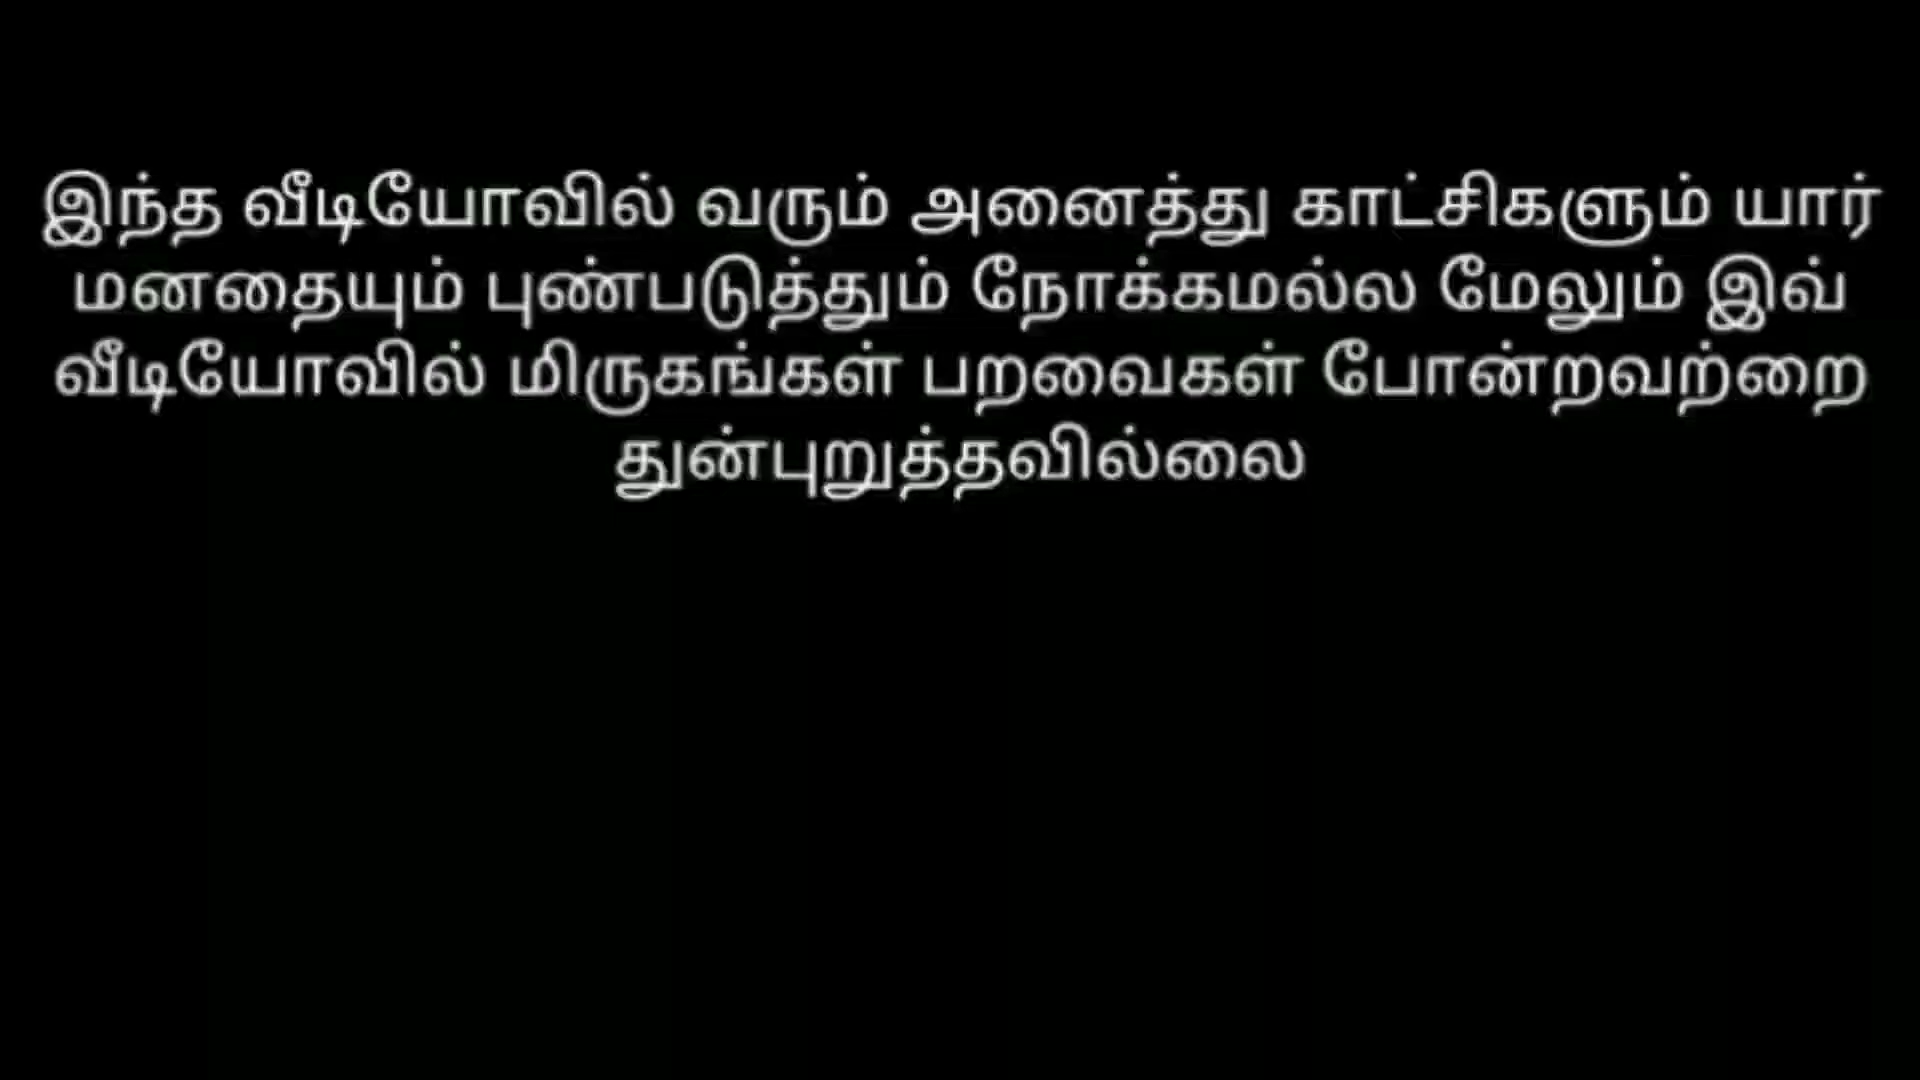 இந்த வீடியோவில் வரும் அனைத்து காட்சிகளும் யார்
மனதையும் புண்படுத்தும் நோக்கமல்ல மேலும் இவ்
வீடியோவில் மிருகங்கள் பறவைகள் போன்றவற்றை
துன்புறுத்தவில்லை